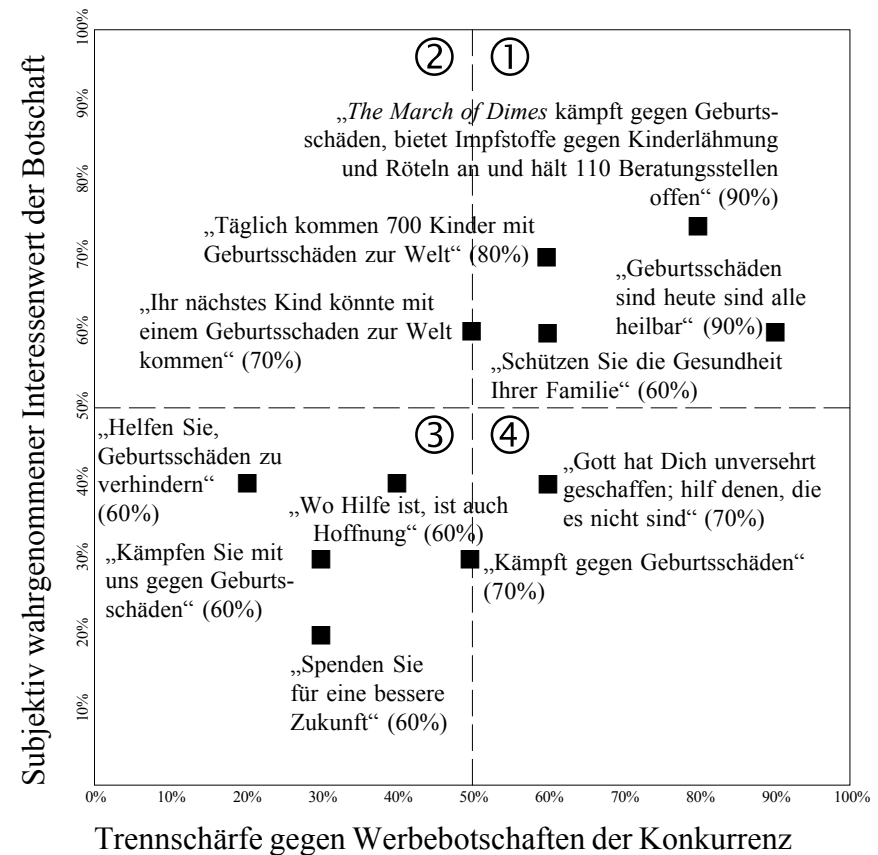 Subjektiv wahrgenommener Interessenwert der Botschaft
100%
90%
80%
70%
60%
50%
40%
30%
20%
10%
②
①
„The March of Dimes kämpft gegen Geburts-
schäden, bietet Impfstoffe gegen Kinderlähmung
und Röteln an und hält 110 Beratungsstellen
offen“ (90%)
„Täglich kommen 700 Kinder mit
Geburtsschäden zur Welt“ (80%)
„Geburtsschäden
sind heute sind alle
heilbar“ (90%)
„Ihr nächstes Kind könnte mit
einem Geburtsschaden zur Welt
kommen“ (70%)
„Schützen Sie die Gesundheit
Ihrer Familie“ (60%)
③
④
„Helfen Sie,
Geburtsschäden zu
verhindern“
(60%)
„Wo Hilfe ist, ist auch
Hoffnung“ (60%)
„Gott hat Dich unversehrt
geschaffen; hilf denen, die
es nicht sind“ (70%)
„Kämpfen Sie mit
uns gegen Geburts-
schäden“ (60%)
„Kämpft gegen Geburtsschäden“
(70%)
„Spenden Sie
für eine bessere
Zukunft“ (60%)
0%
10%
20%
30%
40%
50%
60%
70%
80%
90%
100%
Trennschärfe gegen Werbebotschaften der Konkurrenz